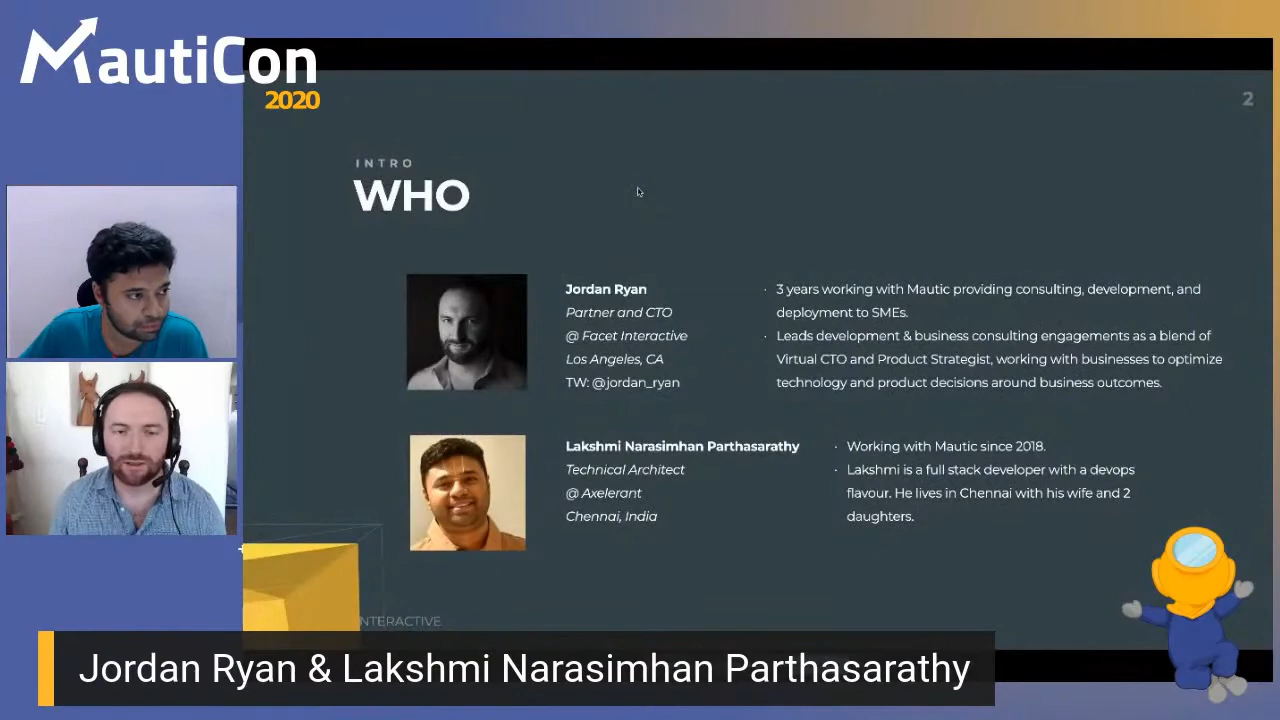 MautiCon
2020
2
INTRO
WHO
Jordan Ryan
Partner and CTO
@ Facet Interactive
Los Angeles, CA
TW: @jordan_ryan
· 3 years working with Mautic providing consulting, development, and
deployment to SMEs.
· Leads development & business consulting engagements as a blend of
Virtual CTO and Product Strategist, working with businesses to optimize
technology and product decisions around business outcomes.
Lakshmi Narasimhan Parthasarathy
Technical Architect
@ Axelerant
Chennai, India
· Working with Mautic since 2018.
· Lakshmi is a full stack developer with a devops
flavour. He lives in Chennai with his wife and 2
daughters.
NTERACTIVE
Jordan Ryan & Lakshmi Narasimhan Parthasarathy